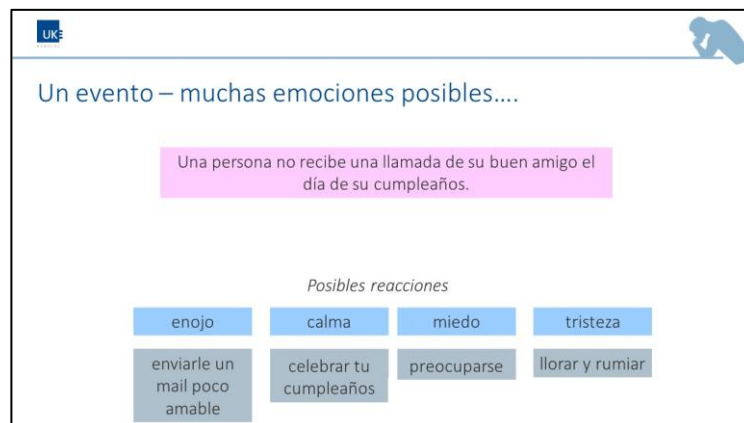 UKE
HAMBURG
Un evento – muchas emociones posibles....
Una persona no recibe una llamada de su buen amigo el
día de su cumpleaños.
Posibles reacciones
enojo
calma
miedo
tristeza
enviarle un
mail poco
amable
celebrar tu
cumpleaños
preocuparse
llorar y rumiar